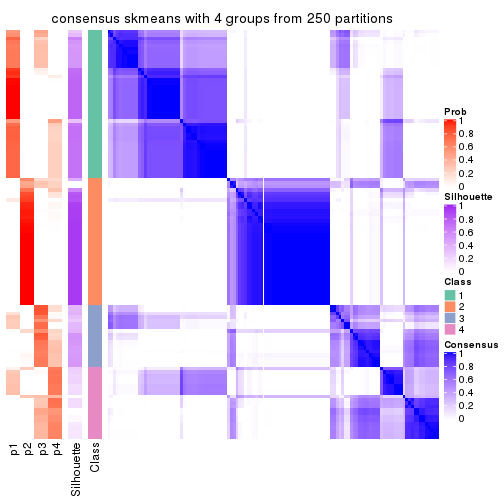 consensus skmeans with 4 groups from 250 partitions
Prob
1
0.8
0.6
0.4
0.2
0
Silhouette
1
0.8
0.6
0.4
0.2
0
Class
1
2
3
4
Consensus
1
0.8
0.6
0.4
0.2
0
p1
p2
p3
p4
Silhouette
Class